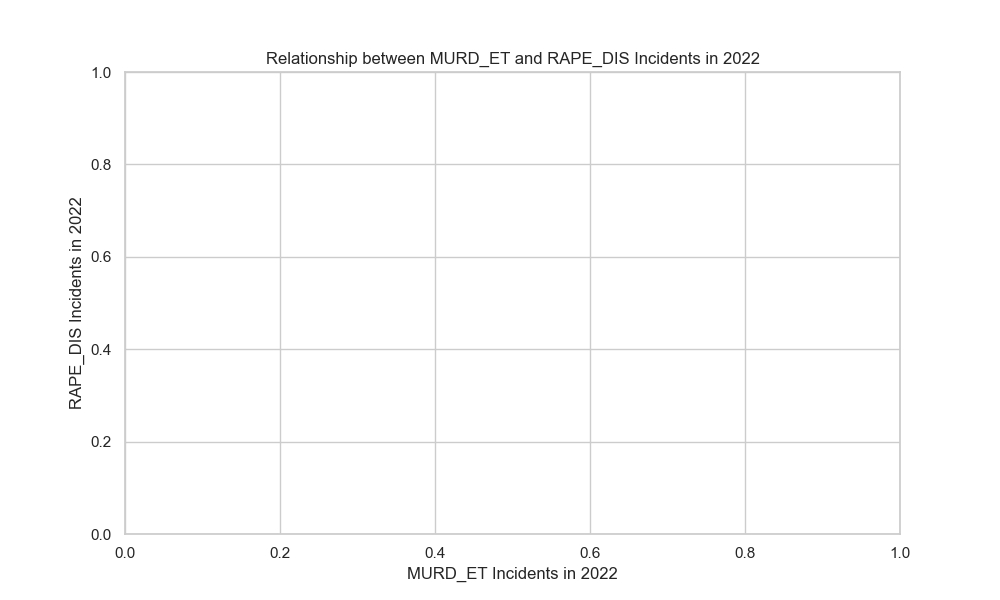 Relationship between MURD_ET and RAPE_DIS Incidents in 2022
1.0
0.8
0.6
0.4
0.2
0.0
RAPE_DIS Incidents in 2022
0.0 0.2 0.4 0.6 0.8 1.0
MURD_ET Incidents in 2022